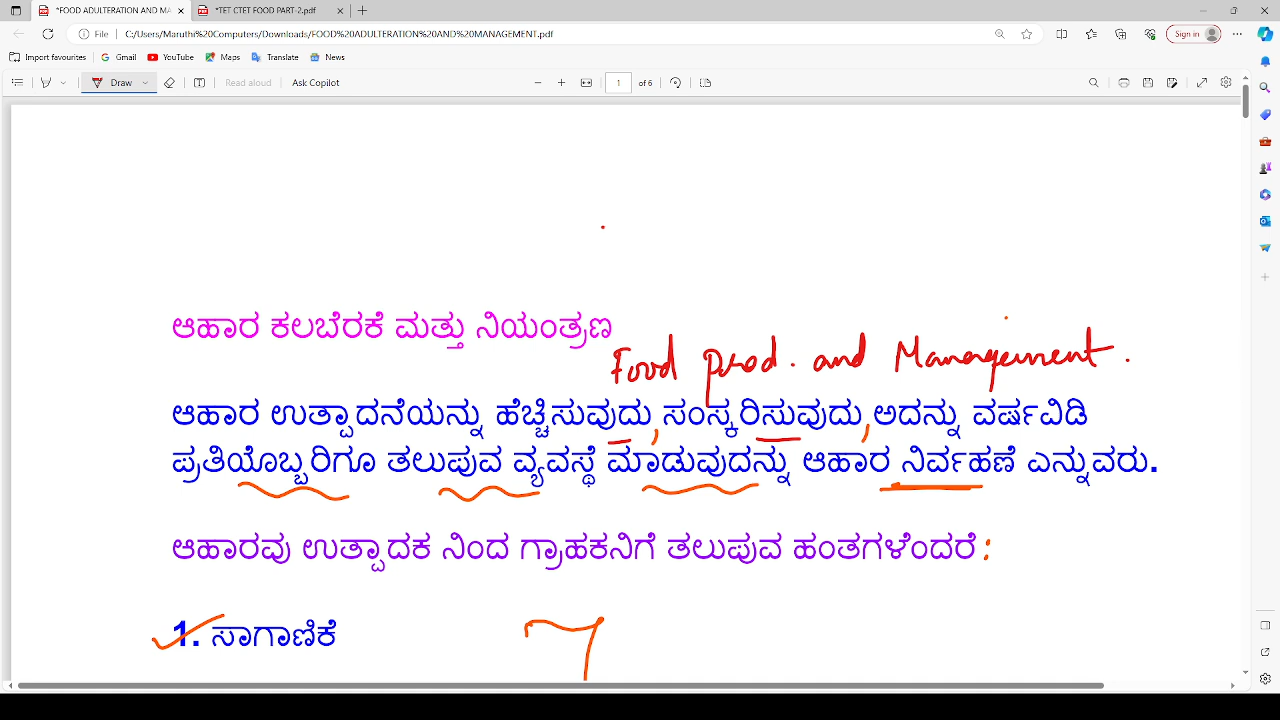 *FOOD ADULTERATION AND MA
*TET CTET FOOD PART-2.pdf
File C:/Users/Maruthi%20Computers/Downloads/FOOD%20ADULTERATION%20AND%20MANAGEMENT.pdf Sign in
Import favourites Gmail YouTube Maps Translate News
Draw Read aloud 1 of 6 Ask Copilot
ಆಹಾರ ಕಲಬೆರಕೆ ಮತ್ತು ನಿಯಂತ್ರಣ
Food prod. and Management.
ಆಹಾರ ಉತ್ಪಾದನೆಯನ್ನು ಹೆಚ್ಚಿಸುವುದು,ಸಂಸ್ಕರಿಸುವುದು,ಅದನ್ನು ವರ್ಷವಿಡಿ
ಪ್ರತಿಯೊಬ್ಬರಿಗೂ ತಲುಪುವ ವ್ಯವಸ್ಥೆ ಮಾಡುವುದನ್ನು ಆಹಾರ ನಿರ್ವಹಣೆ ಎನ್ನುವರು.
ಆಹಾರವು ಉತ್ಪಾದಕ ನಿಂದ ಗ್ರಾಹಕನಿಗೆ ತಲುಪುವ ಹಂತಗಳೆಂದರೆ:
1. ಸಾಗಾಣಿಕೆ